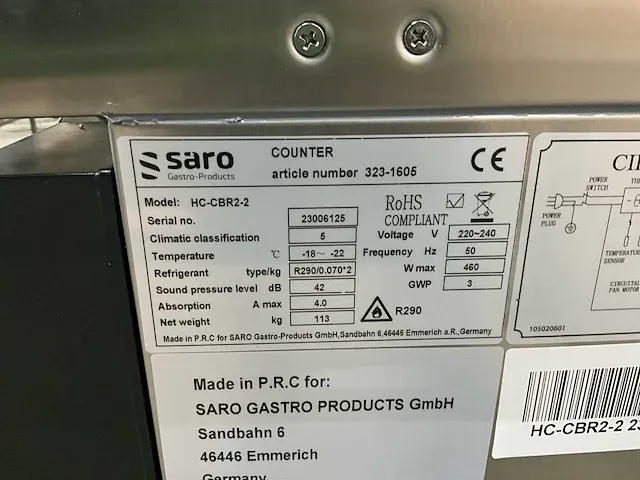 saro
Gastro-Products
COUNTER
article number 323-1605
CE
Model: HC-CBR2-2
Serial no. 23006125
Climatic classification 5
Temperature °C -18~ -22
Refrigerant type/kg R290/0.070*2
Sound pressure level dB 42
Absorption A max 4.0
Net weight kg 113
RoHS
COMPLIANT
Voltage V 220~240
Frequency Hz 50
W max 460
GWP 3
R290
Made in P.R.C for SARO Gastro-Products GmbH,Sandbahn 6,46446 Emmerich a.R.,Germany
Made in P.R.C for:
SARO GASTRO PRODUCTS GmbH
Sandbahn 6
46446 Emmerich
Germany
POWER
SWITCH
POWER
PLUG
SENSOR
FAN MOTOR
105020601
HC-CBR2-2